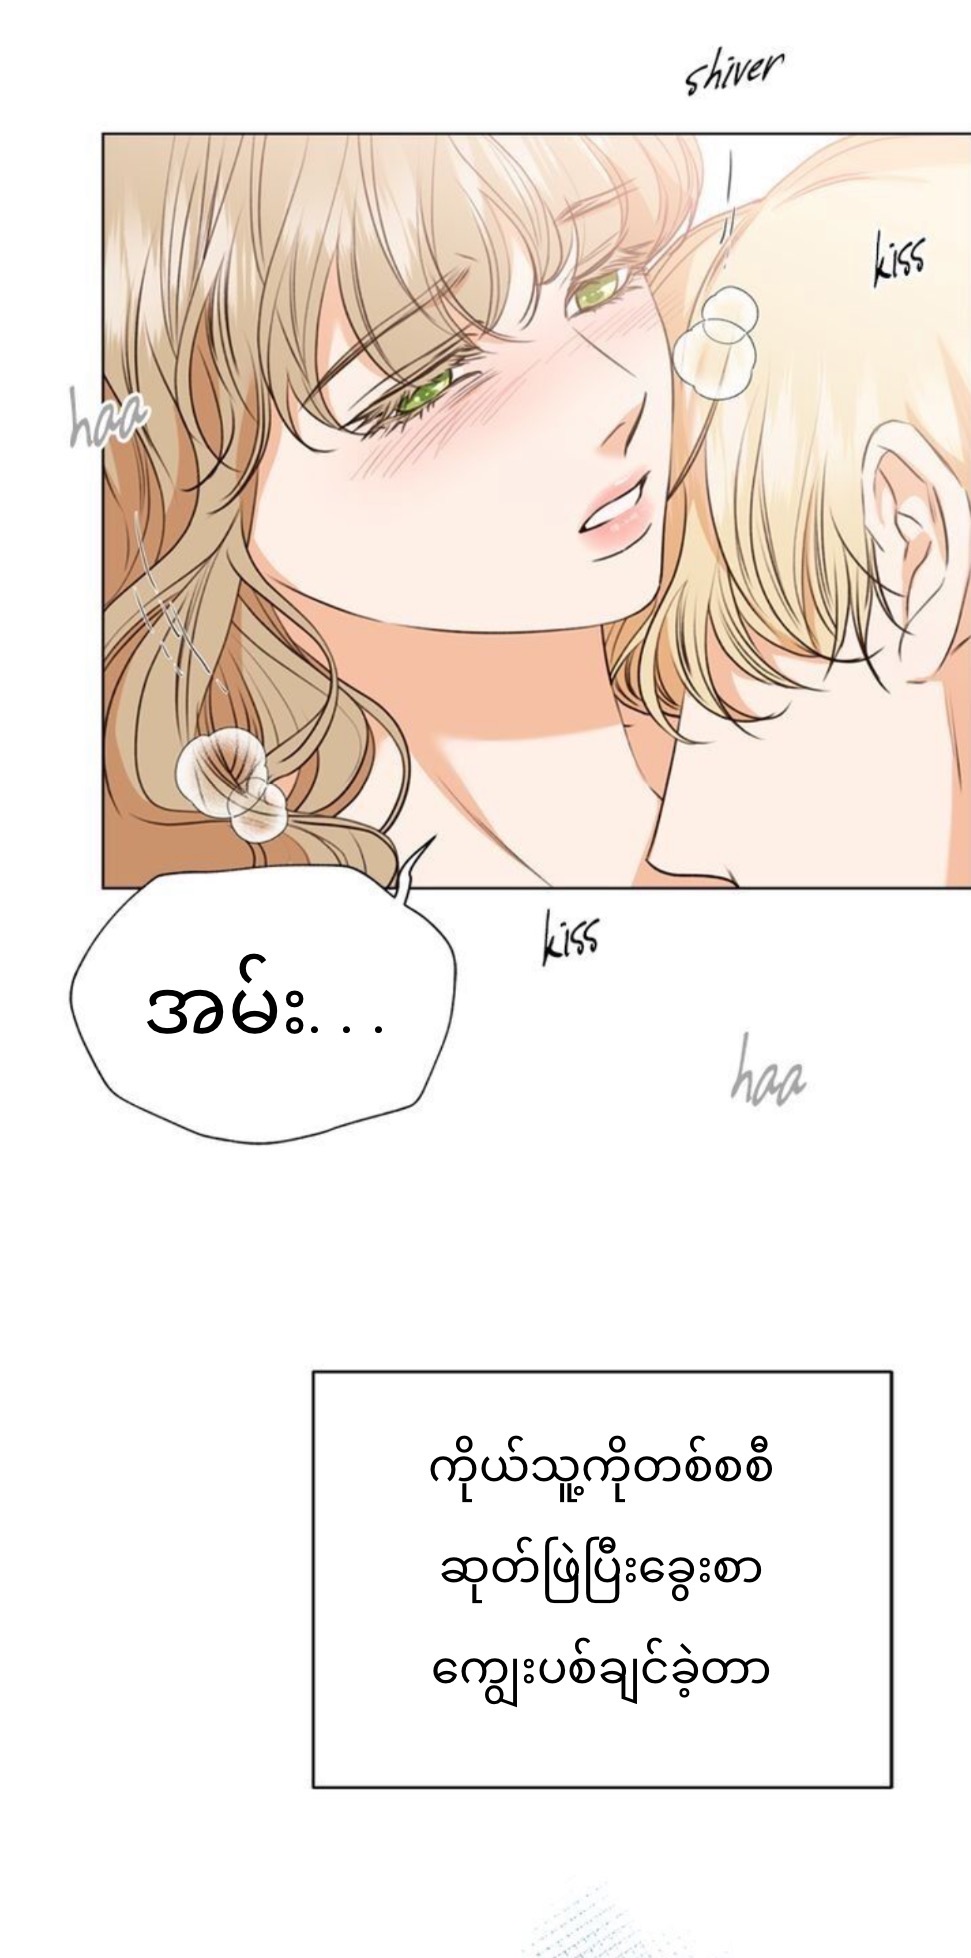 shiver
kiss
haa
kiss
အမ်း...
haa
ကိုယ်သူ့ကိုတစ်စစီ
ဆုတ်ဖြဲပြီးခွေးစာ
ကျွေးပစ်ချင်ခဲ့တာ